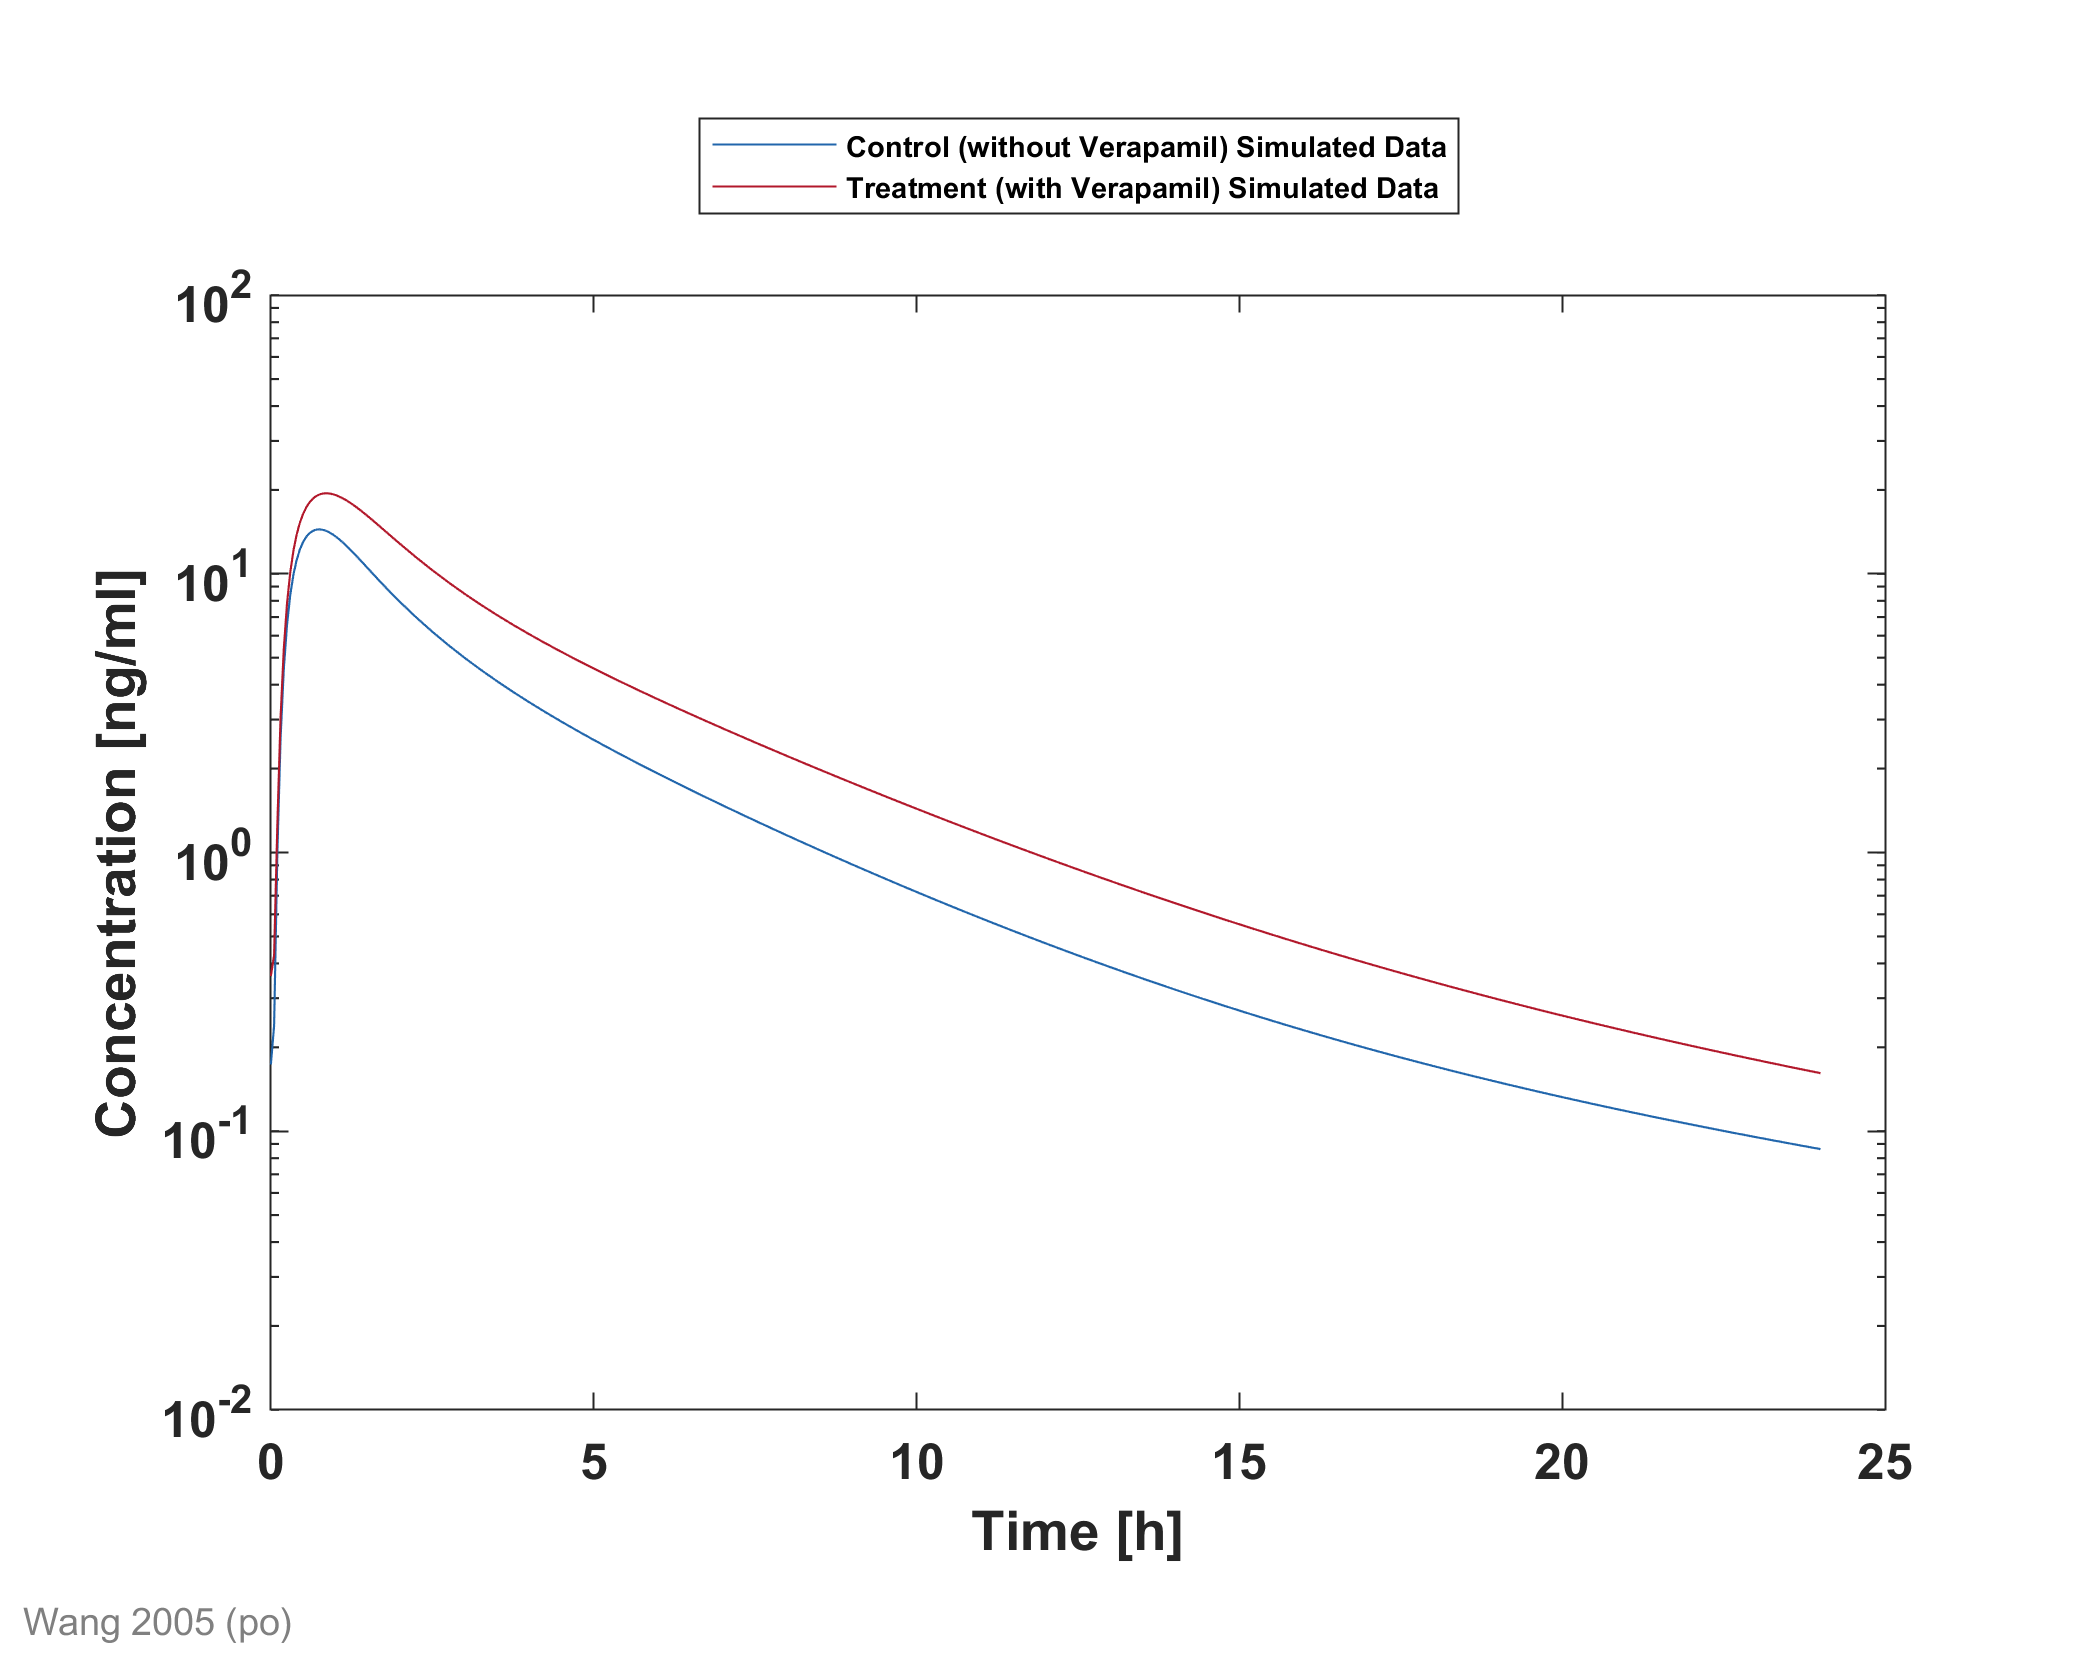 Control (without Verapamil) Simulated Data
Treatment (with Verapamil) Simulated Data
10^2
10^1
10^0
10^-1
10^-2
Concentration [ng/ml]
0 5 10 15 20 25
Time [h]
Wang 2005 (po)